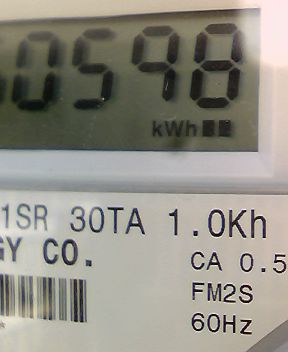 0598
kWh
1SR 30TA 1.0Kh
GY CO.
CA 0.5
FM2S
60Hz